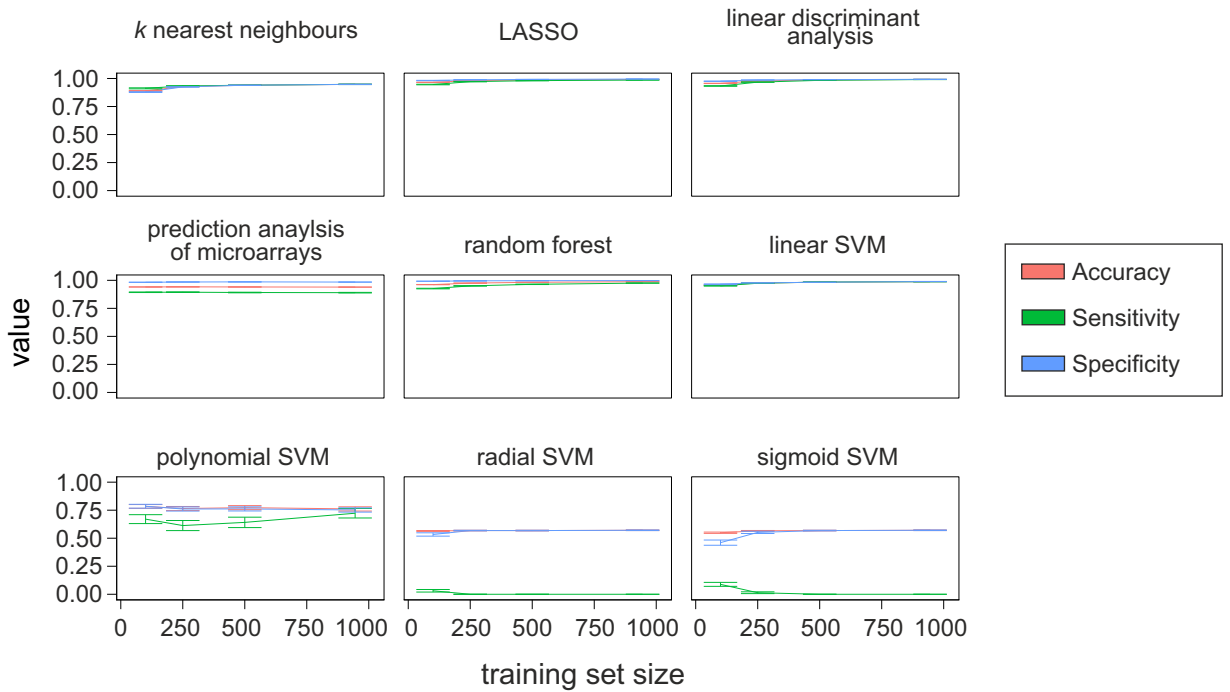 k nearest neighbours
LASSO
linear discriminant
analysis
1.00
0.75
0.50
0.25
0.00
prediction anaylsis
of microarrays
random forest
linear SVM
1.00
0.75
0.50
0.25
0.00
value
Accuracy
Sensitivity
Specificity
polynomial SVM
radial SVM
sigmoid SVM
1.00
0.75
0.50
0.25
0.00
0 250 500 750 1000
0 250 500 750 1000
0 250 500 750 1000
training set size